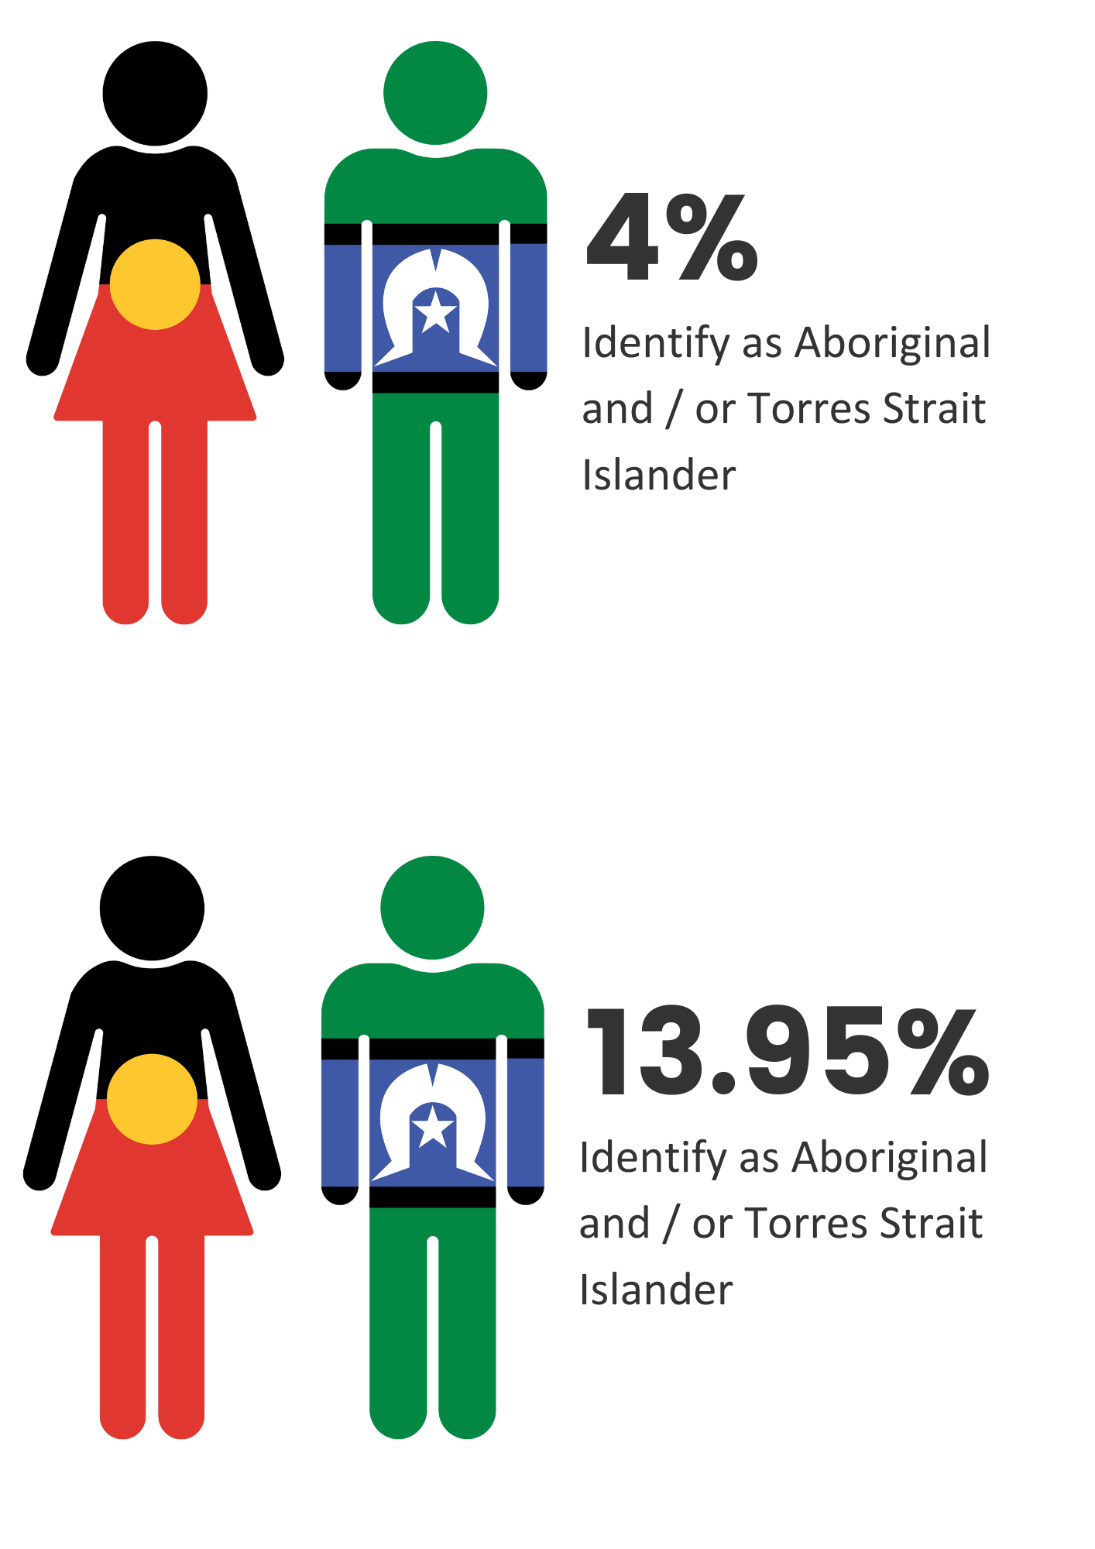 4%
Identify as Aboriginal
and / or Torres Strait
Islander
13.95%
Identify as Aboriginal
and / or Torres Strait
Islander